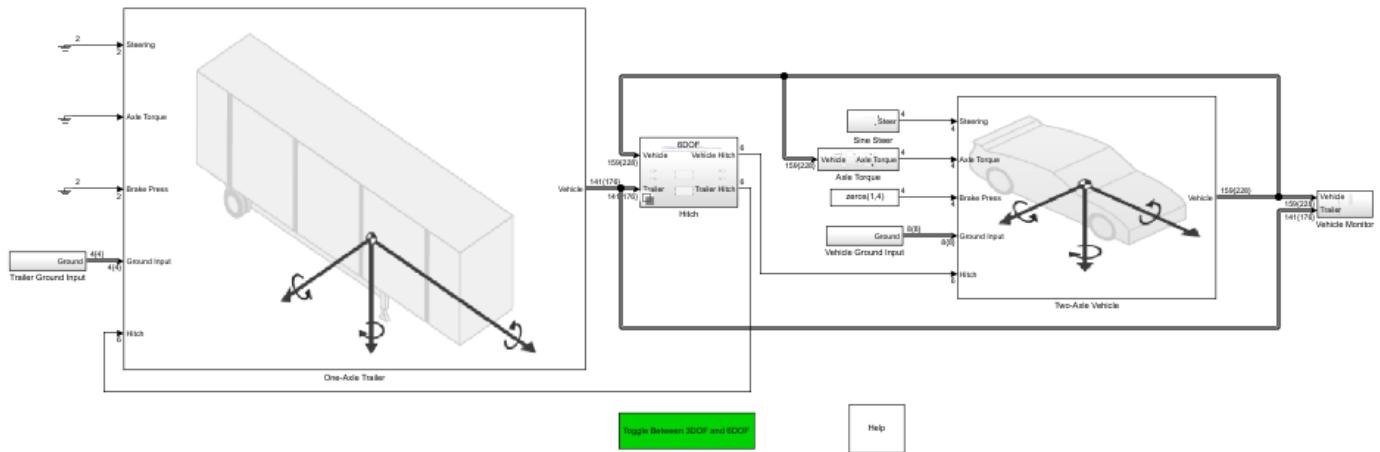 2
2
Steering
Axle Torque
2
Brake Press
Ground
4(4)
4(4)
Ground Input
Trailer Ground Input
Hitch
6
Vehicle
141(176)
141(176)
One-Axle Trailer
6DOF
Vehicle
Vehicle Hitch
6
159(228)
Trailer
Trailer Hitch
6
Hitch
Steer
4
Sine Steer
Vehicle
Axle Torque
4
159(228)
Axle Torque
zeros(1,4)
4
Ground
8(8)
8(8)
Vehicle Ground Input
Steering
4
Axle Torque
4
Brake Press
4
Ground Input
Hitch
6
Vehicle
159(228)
Two-Axle Vehicle
Vehicle
159(228)
Trailer
141(176)
Vehicle Monitor
Toggle Between 3DOF and 6DOF
Help